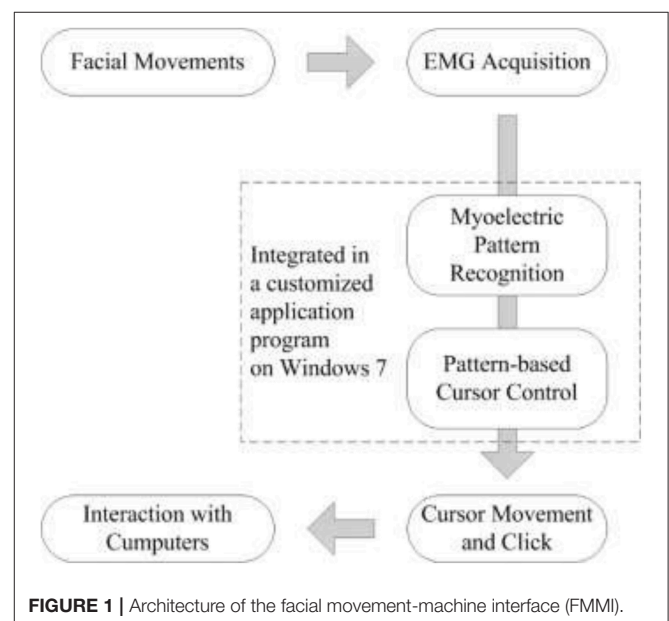 Facial Movements
EMG Acquisition
Myoelectric
Pattern
Recognition
Integrated in
a customized
application
program
on Windows 7
Pattern-based
Cursor Control
Interaction with
Cumputers
Cursor Movement
and Click
FIGURE 1 | Architecture of the facial movement-machine interface (FMMI).